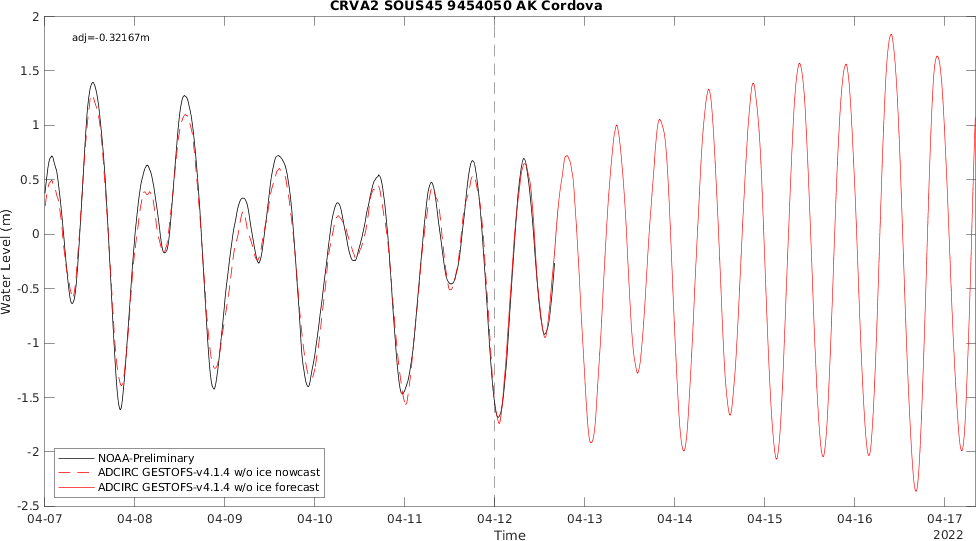 CRVA2 SOUS45 9454050 AK Cordova
adj=-0.32167m
Water Level (m)
2
1.5
1
0.5
0
-0.5
-1
-1.5
-2
-2.5
NOAA-Preliminary
ADCIRC GESTOFS-v4.1.4 w/o ice nowcast
ADCIRC GESTOFS-v4.1.4 w/o ice forecast
04-07 04-08 04-09 04-10 04-11 04-12 04-13 04-14 04-15 04-16 04-17
Time
2022